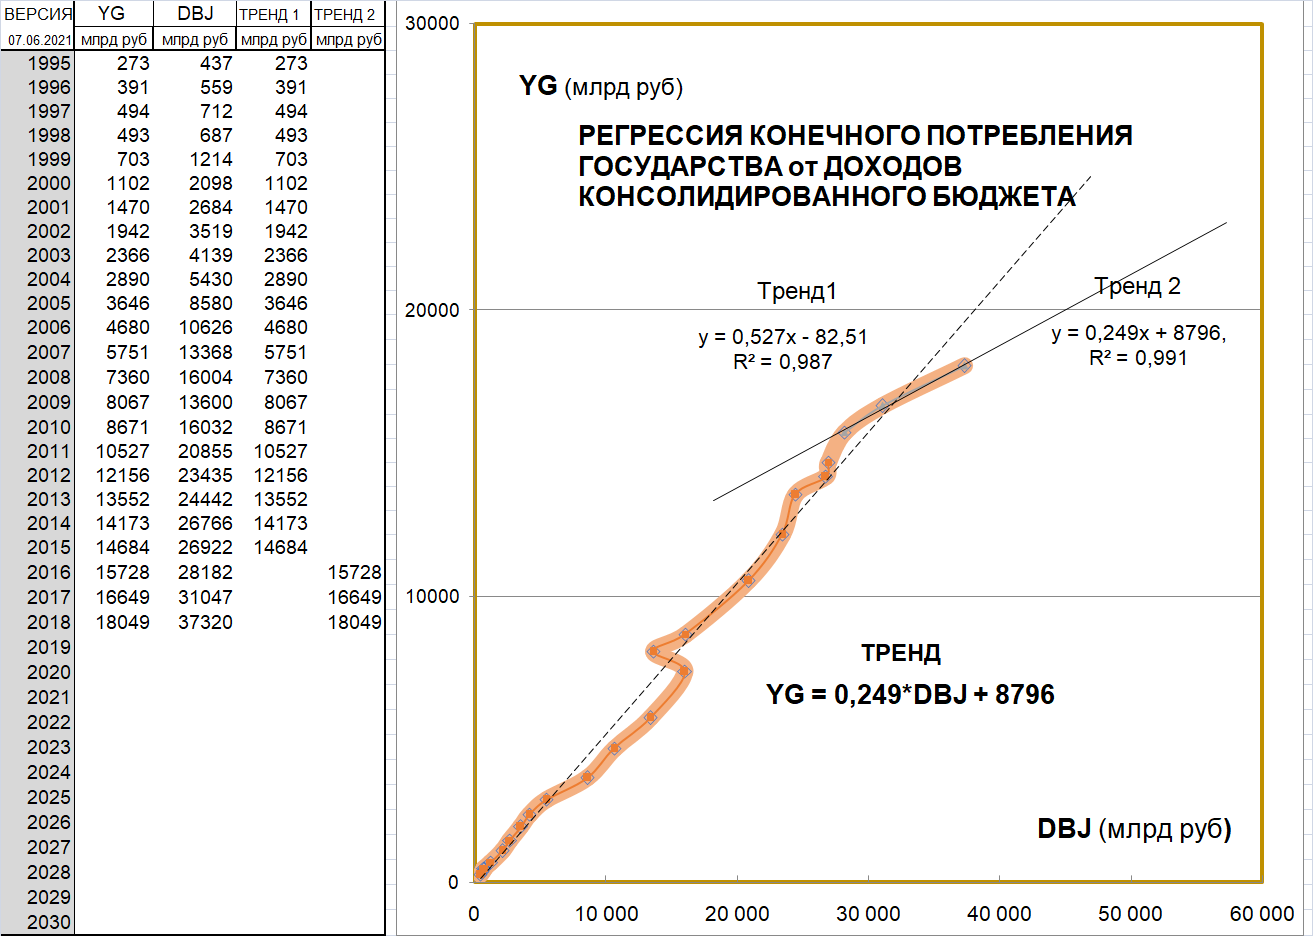 ВЕРСИЯ YG DBJ ТРЕНД 1 ТРЕНД 2
07.06.2021 млрд руб млрд руб млрд руб млрд руб
1995 273 437 273
1996 391 559 391
1997 494 712 494
1998 493 687 493
1999 703 1214 703
2000 1102 2098 1102
2001 1470 2684 1470
2002 1942 3519 1942
2003 2366 4139 2366
2004 2890 5430 2890
2005 3646 8580 3646
2006 4680 10626 4680
2007 5751 13368 5751
2008 7360 16004 7360
2009 8067 13600 8067
2010 8671 16032 8671
2011 10527 20855 10527
2012 12156 23435 12156
2013 13552 24442 13552
2014 14173 26766 14173
2015 14684 26922 14684
2016 15728 28182 15728
2017 16649 31047 16649
2018 18049 37320 18049
2019
2020
2021
2022
2023
2024
2025
2026
2027
2028
2029
2030
30000
YG (млрд руб)
РЕГРЕССИЯ КОНЕЧНОГО ПОТРЕБЛЕНИЯ
ГОСУДАРСТВА от ДОХОДОВ
КОНСОЛИДИРОВАННОГО БЮДЖЕТА
Тренд1
y = 0,527x - 82,51
R² = 0,987
Тренд 2
y = 0,249x + 8796,
R² = 0,991
20000
10000
ТРЕНД
YG = 0,249*DBJ + 8796
DBJ (млрд руб)
0
0 10 000 20 000 30 000 40 000 50 000 60 000